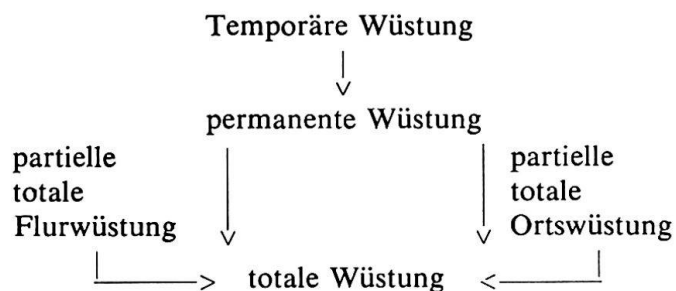 Temporäre Wüstung
permanente Wüstung
partielle
totale
Flurwüstung
partielle
totale
Ortswüstung
totale Wüstung